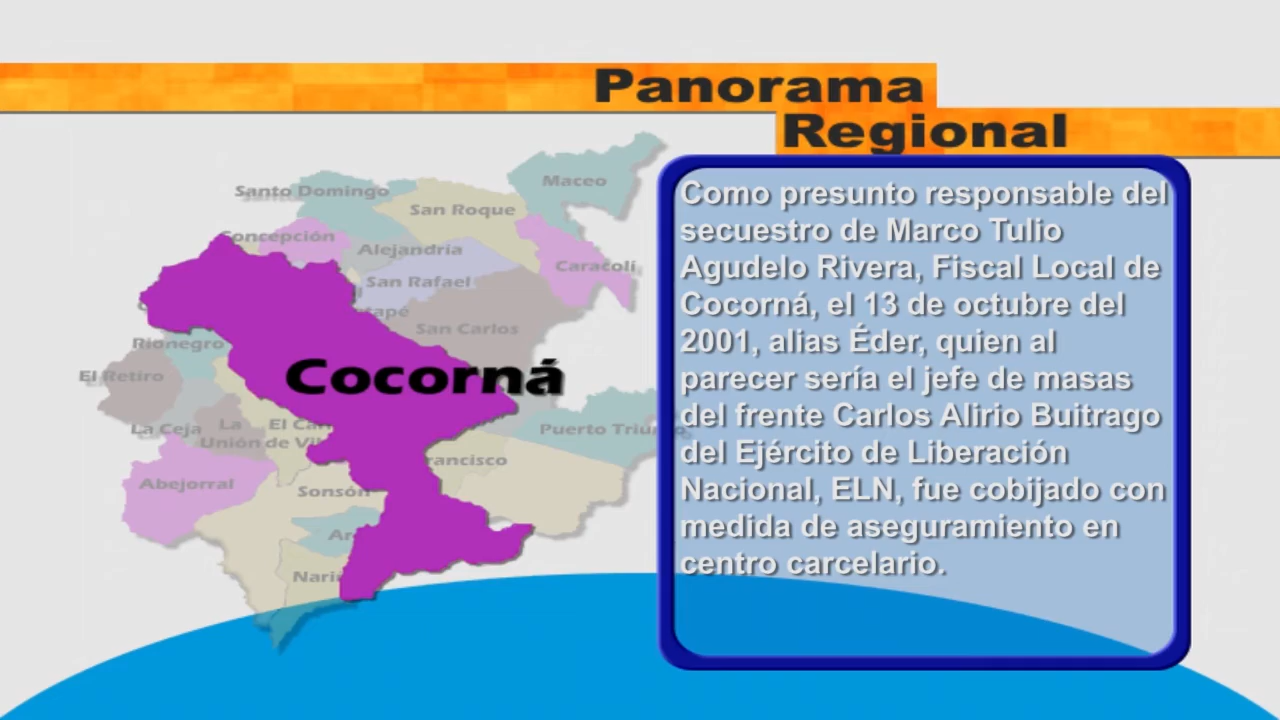 Panorama
Regional
Como presunto responsable del
secuestro de Marco Tulio
Agudelo Rivera, Fiscal Local de
Cocorná, el 13 de octubre del
2001, alias Éder, quien al
parecer sería el jefe de masas
del frente Carlos Alirio Buitrago
del Ejército de Liberación
Nacional, ELN, fue cobijado con
medida de aseguramiento en
centro carcelario.
Maceo
Santo Domingo
San Roque
Concepción
Alejandría
Caracolí
San Rafael
San Carlos
Rionegro
El Retiro
Cocorná
La Ceja
La
Unión
Puerto
Abejorral
Sonsón